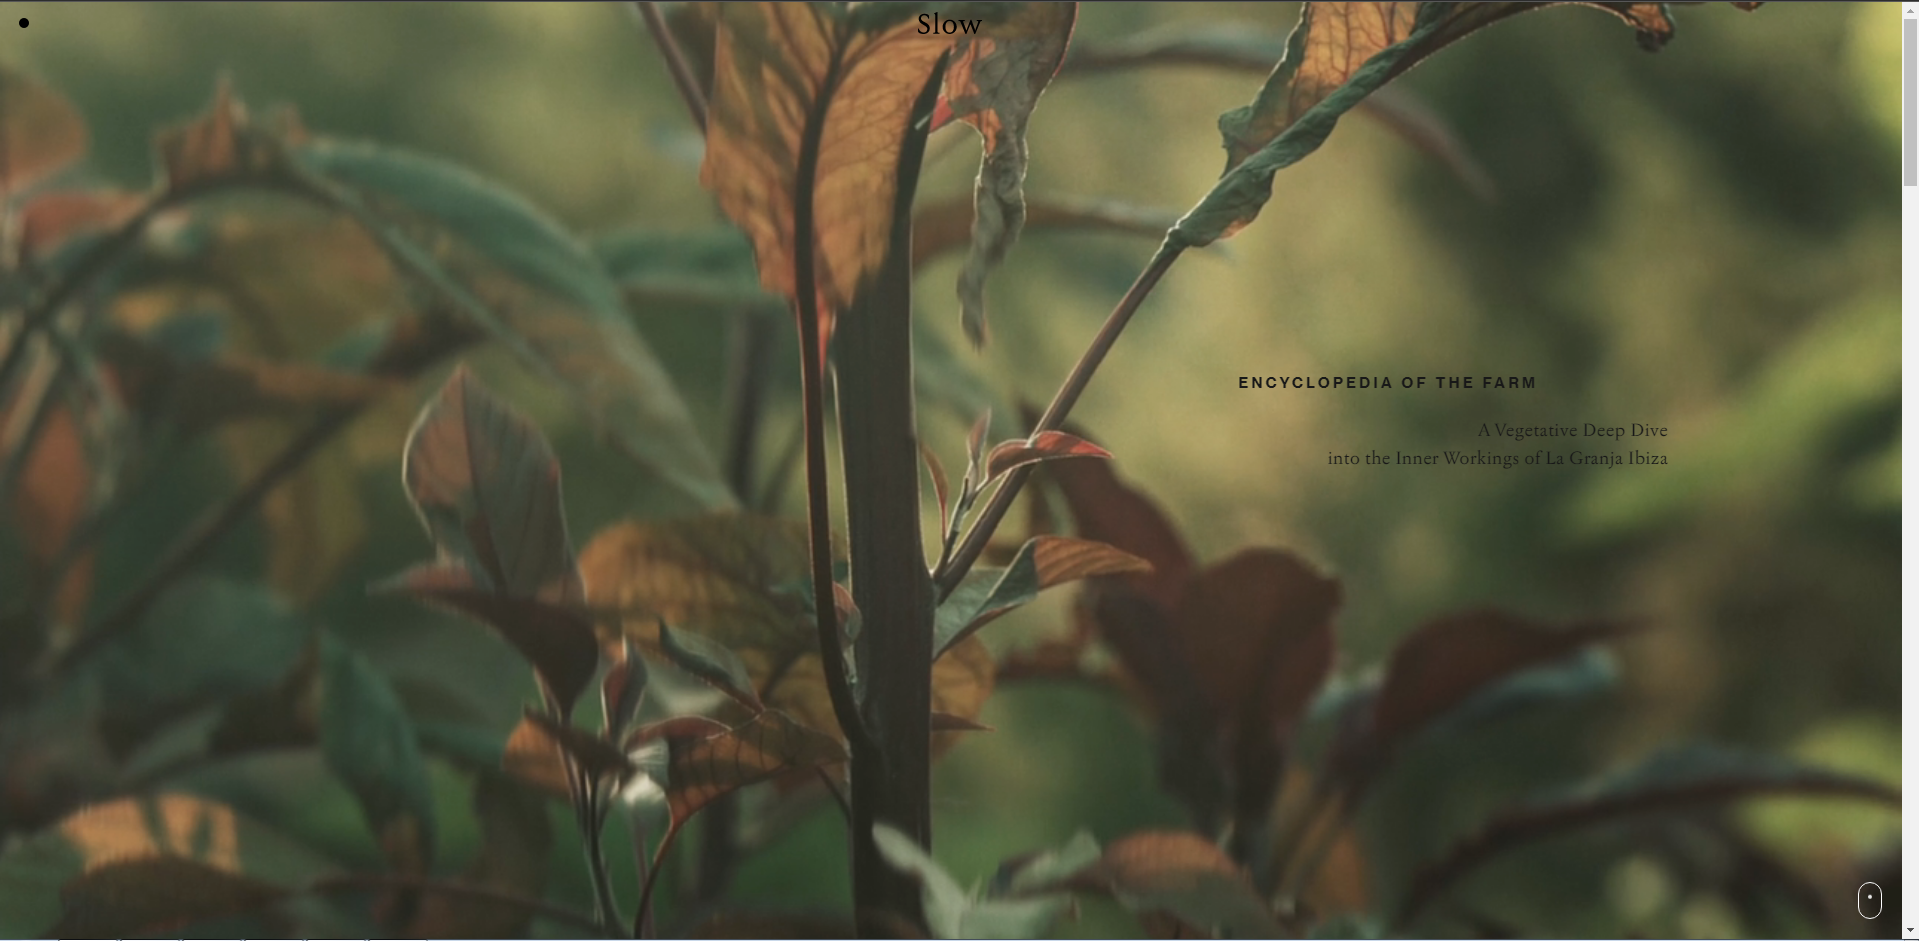 Slow
ENCYCLOPEDIA OF THE FARM
A Vegetative Deep Dive
into the Inner Workings of La Granja Ibiza